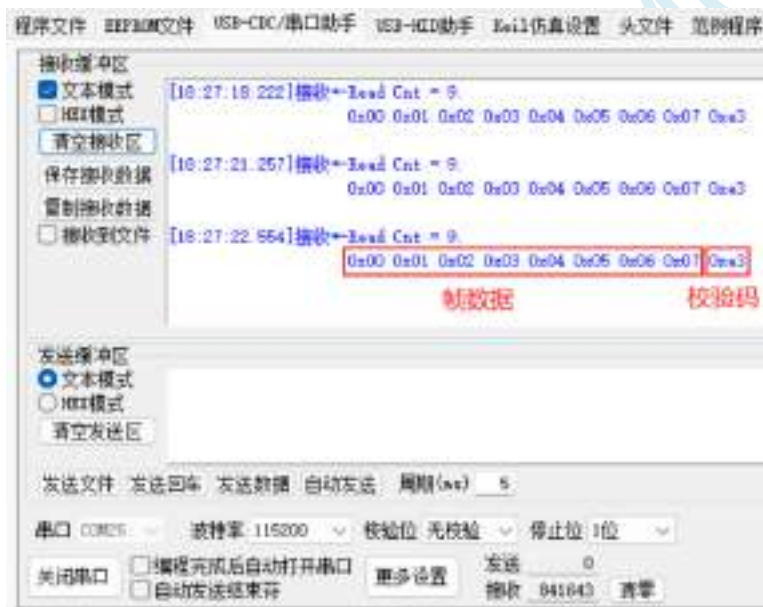 程序文件 EEPROM文件 USB-CDC/串口助手 USB-HID助手 Keil仿真设置 头文件 范例程序
接收缓冲区
文本模式
HEX模式
清空接收区
保存接收数据
复制接收数据
接收到文件
[18:27:18.222]接收←Read Cnt = 9.
0x00 0x01 0x02 0x03 0x04 0x05 0x06 0x07 0xa3
[18:27:21.257]接收←Read Cnt = 9.
0x00 0x01 0x02 0x03 0x04 0x05 0x06 0x07 0xa3
[18:27:22.554]接收←Read Cnt = 9.
0x00 0x01 0x02 0x03 0x04 0x05 0x06 0x07 0xa3
帧数据 校验码
发送缓冲区
文本模式
HEX模式
清空发送区
发送文件 发送回车 发送数据 自动发送 周期(ms) 5
串口 COM25 波特率 115200 校验位 无校验 停止位 1位
关闭串口
编程完成后自动打开串口
自动发送结束符
更多设置
发送 0
接收 941643 清零